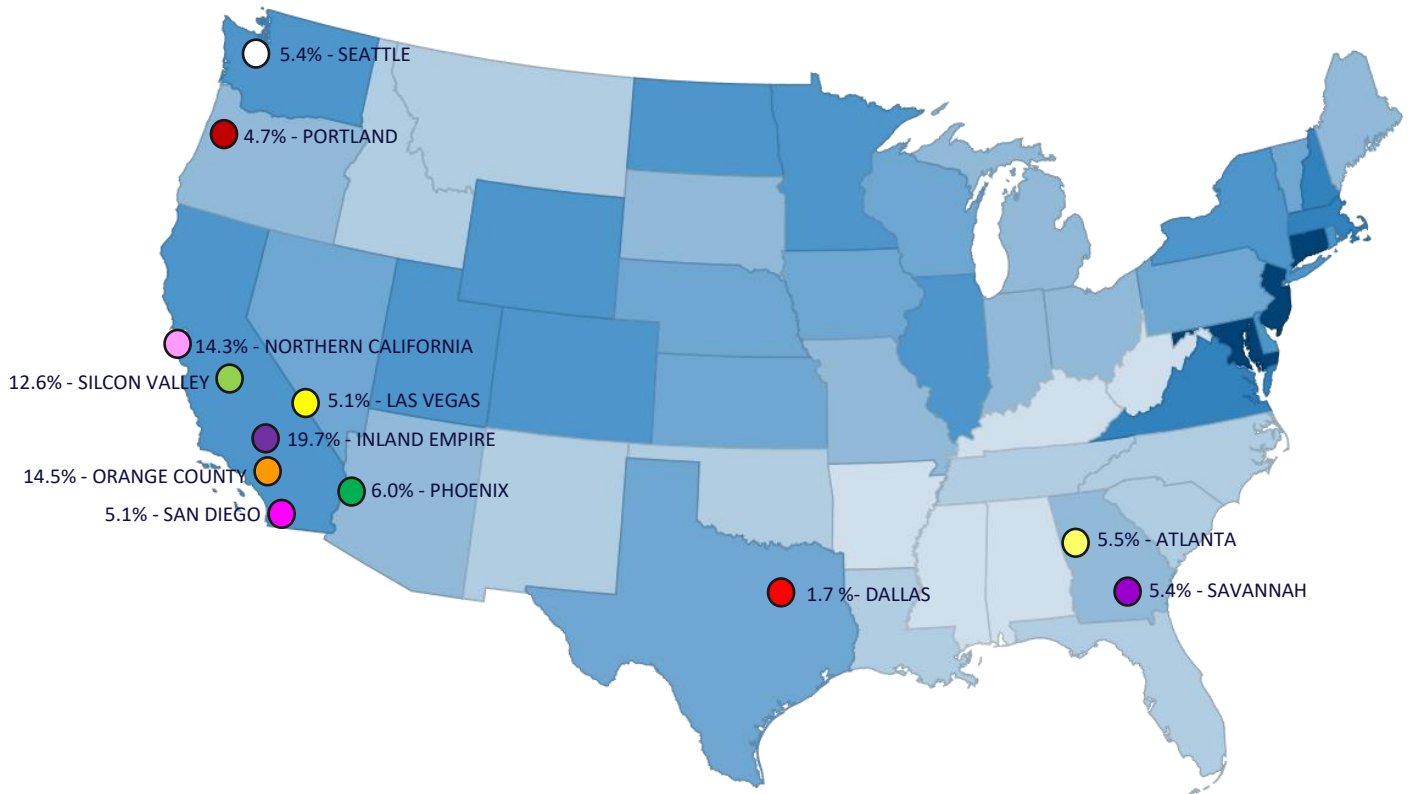 5.4% - SEATTLE
4.7% - PORTLAND
14.3% - NORTHERN CALIFORNIA
12.6% - SILCON VALLEY
5.1% - LAS VEGAS
19.7% - INLAND EMPIRE
14.5% - ORANGE COUNTY
6.0% - PHOENIX
5.1% - SAN DIEGO
5.5% - ATLANTA
1.7 %- DALLAS
5.4% - SAVANNAH